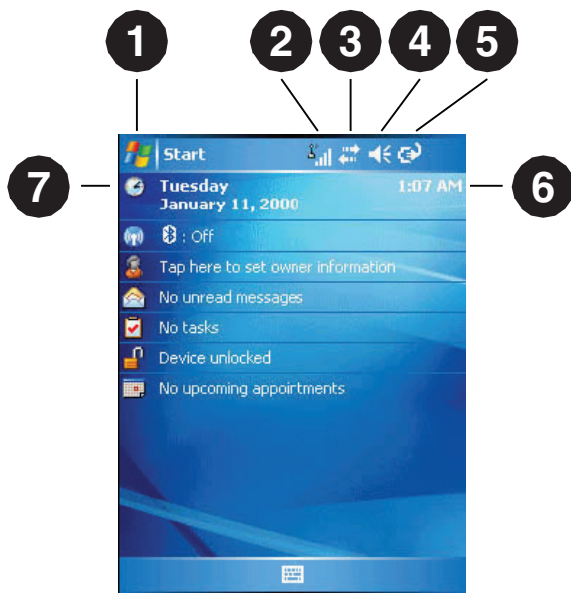 1 2 3 4 5
Start
7
Tuesday
1:07 AM
6
January 11, 2000
: Off
Tap here to set owner information
No unread messages
No tasks
Device unlocked
No upcoming appointments